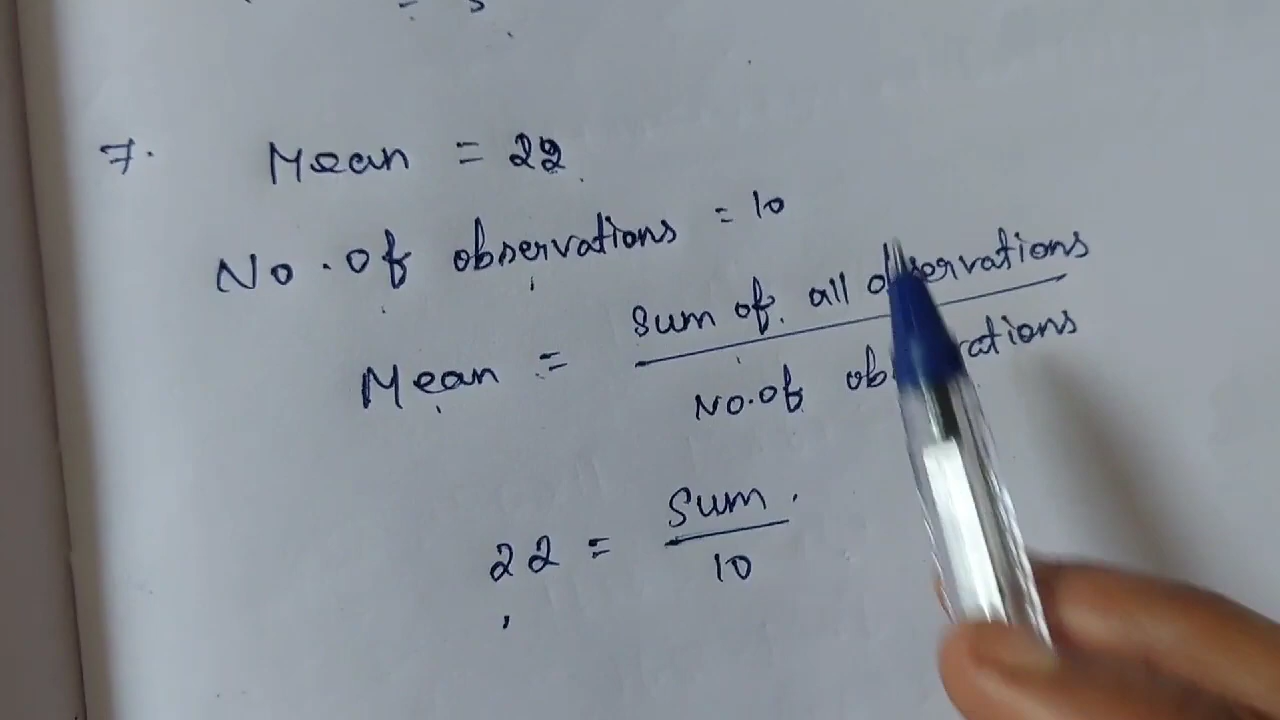 7. Mean = 22
No. of observations = 10
Mean = Sum of all observations
No. of
22 = Sum
10